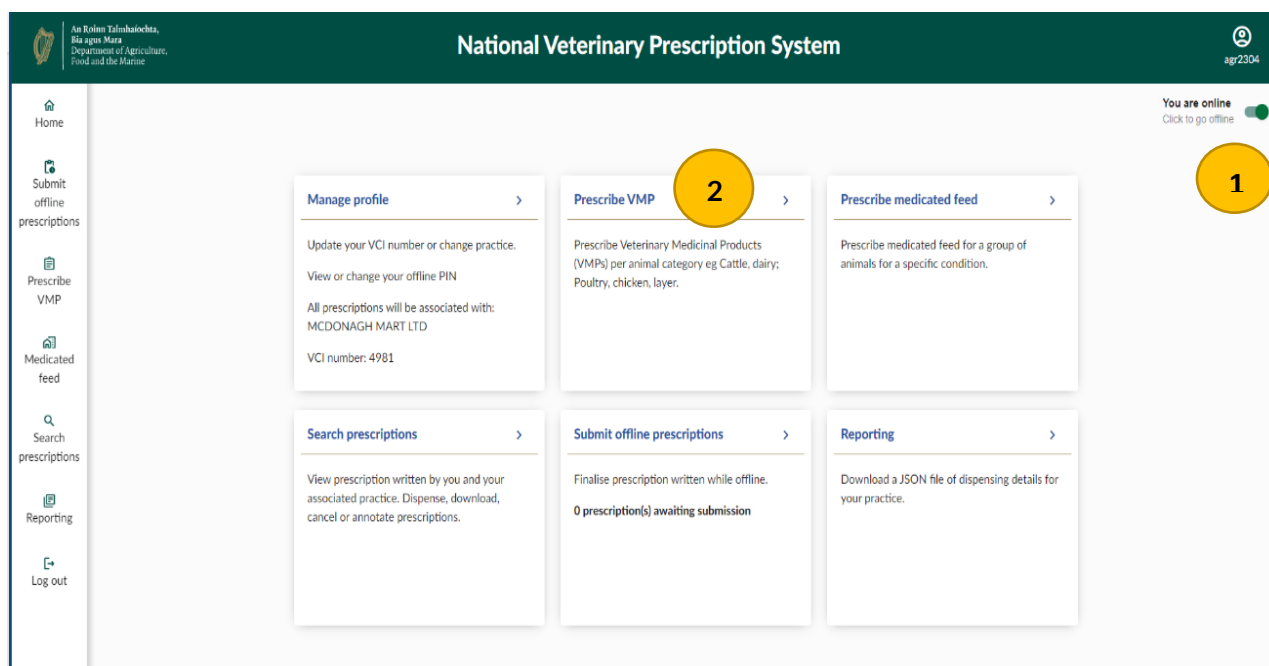 An Roinn Talmhaíochta,
Bia agus Mara
Department of Agriculture,
Food and the Marine
National Veterinary Prescription System
agr2304
You are online
Click to go offline
1
Home
Submit
offline
prescriptions
Prescribe
VMP
Medicated
feed
Search
prescriptions
Reporting
Log out
Manage profile
Update your VCI number or change practice.
View or change your offline PIN
All prescriptions will be associated with:
MCDONAGH MART LTD
VCI number: 4981
Prescribe VMP
2
Prescribe Veterinary Medicinal Products
(VMPs) per animal category eg Cattle, dairy;
Poultry, chicken, layer.
Prescribe medicated feed
Prescribe medicated feed for a group of
animals for a specific condition.
Search prescriptions
View prescription written by you and your
associated practice. Dispense, download,
cancel or annotate prescriptions.
Submit offline prescriptions
Finalise prescription written while offline.
0 prescription(s) awaiting submission
Reporting
Download a JSON file of dispensing details for
your practice.